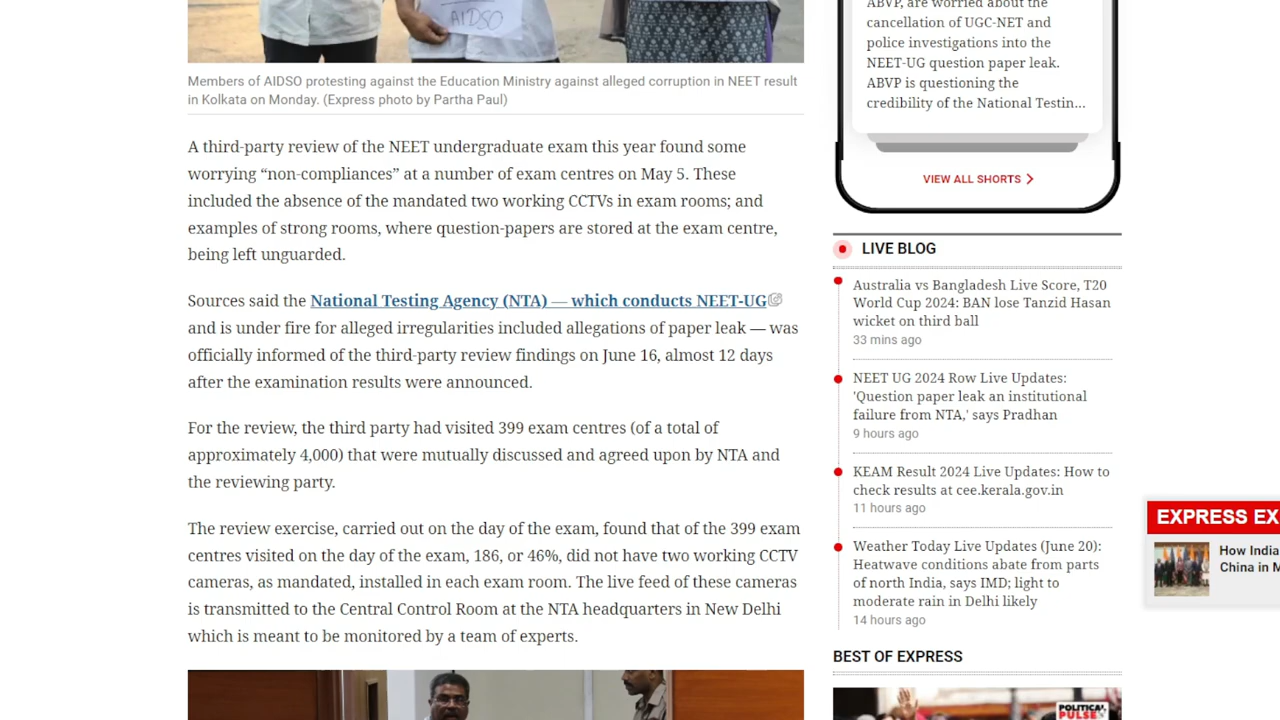 AIDSO
Members of AIDSO protesting against the Education Ministry against alleged corruption in NEET result
in Kolkata on Monday. (Express photo by Partha Paul)
A third-party review of the NEET undergraduate exam this year found some
worrying “non-compliances” at a number of exam centres on May 5. These
included the absence of the mandated two working CCTVs in exam rooms; and
examples of strong rooms, where question-papers are stored at the exam centre,
being left unguarded.
Sources said the National Testing Agency (NTA) — which conducts NEET-UG
and is under fire for alleged irregularities included allegations of paper leak — was
officially informed of the third-party review findings on June 16, almost 12 days
after the examination results were announced.
For the review, the third party had visited 399 exam centres (of a total of
approximately 4,000) that were mutually discussed and agreed upon by NTA and
the reviewing party.
The review exercise, carried out on the day of the exam, found that of the 399 exam
centres visited on the day of the exam, 186, or 46%, did not have two working CCTV
cameras, as mandated, installed in each exam room. The live feed of these cameras
is transmitted to the Central Control Room at the NTA headquarters in New Delhi
which is meant to be monitored by a team of experts.
ABVP, are worried about the
cancellation of UGC-NET and
police investigations into the
NEET-UG question paper leak.
ABVP is questioning the
credibility of the National Testin...
VIEW ALL SHORTS
LIVE BLOG
Australia vs Bangladesh Live Score, T20
World Cup 2024: BAN lose Tanzid Hasan
wicket on third ball
33 mins ago
NEET UG 2024 Row Live Updates:
'Question paper leak an institutional
failure from NTA,' says Pradhan
9 hours ago
KEAM Result 2024 Live Updates: How to
check results at cee.kerala.gov.in
11 hours ago
Weather Today Live Updates (June 20):
Heatwave conditions abate from parts
of north India, says IMD; light to
moderate rain in Delhi likely
14 hours ago
BEST OF EXPRESS
POLITICAL
PULSE
EXPRESS EX
How India
China in M